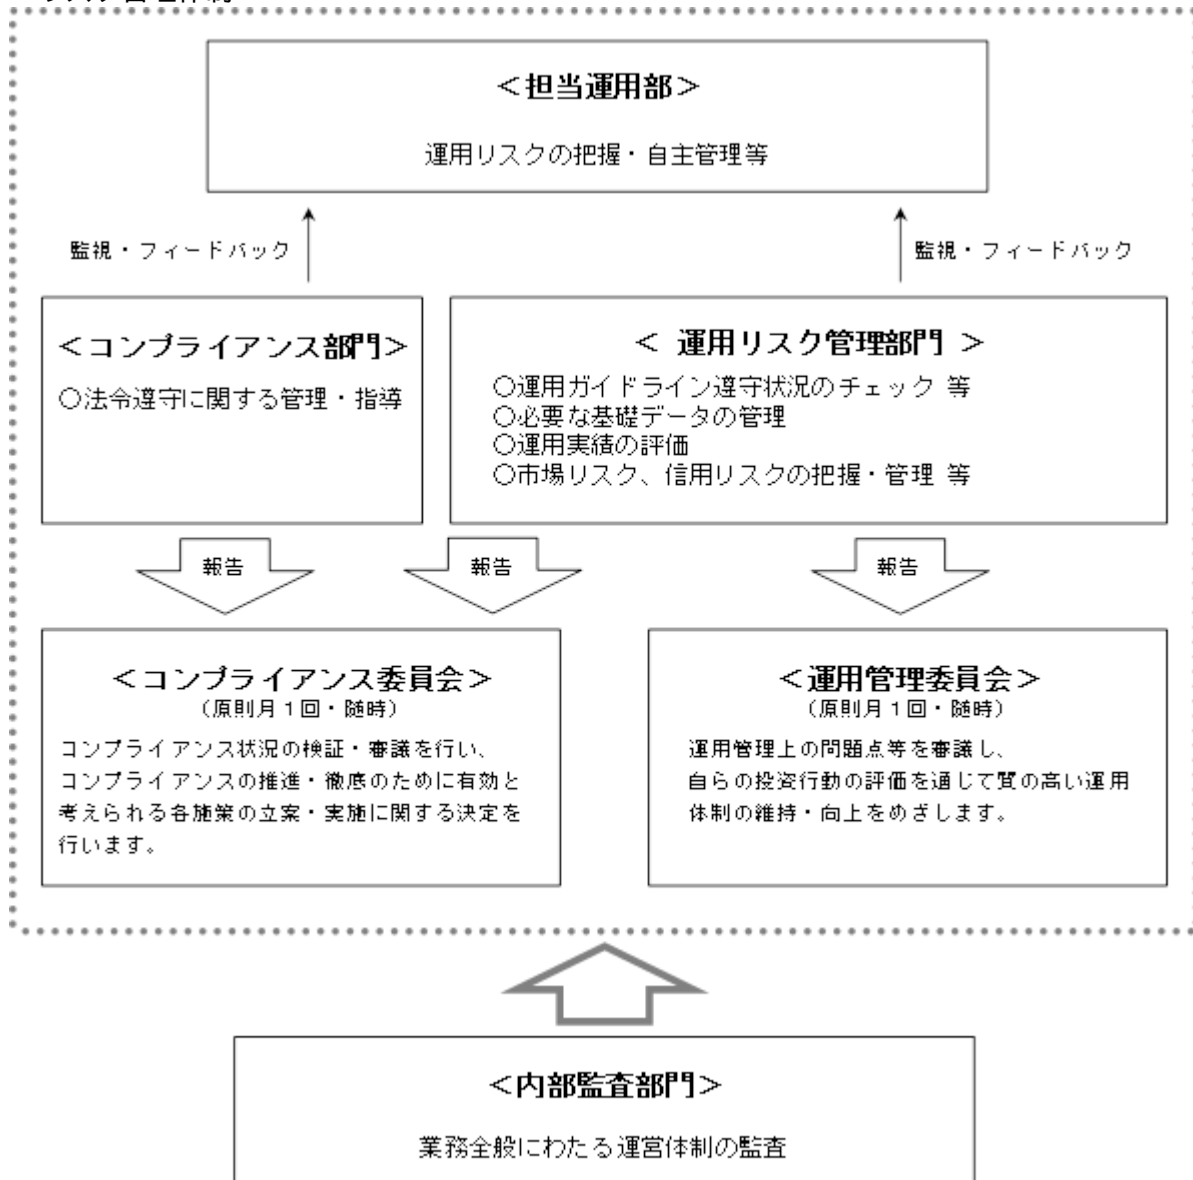 ＜担当運用部＞
運用リスクの把握・自主管理等
監視・フィードバック
監視・フィードバック
＜コンプライアンス部門＞
○法令遵守に関する管理・指導
＜ 運用リスク管理部門 ＞
○運用ガイドライン遵守状況のチェック 等
○必要な基礎データの管理
○運用実績の評価
○市場リスク、信用リスクの把握・管理 等
報告
報告
報告
＜コンプライアンス委員会＞
（原則月１回・随時）
コンプライアンス状況の検証・審議を行い、
コンプライアンスの推進・徹底のために有効と
考えられる各施策の立案・実施に関する決定を
行います。
＜運用管理委員会＞
（原則月１回・随時）
運用管理上の問題点等を審議し、
自らの投資行動の評価を通じて質の高い運用
体制の維持・向上をめざします。
＜内部監査部門＞
業務全般にわたる運営体制の監査